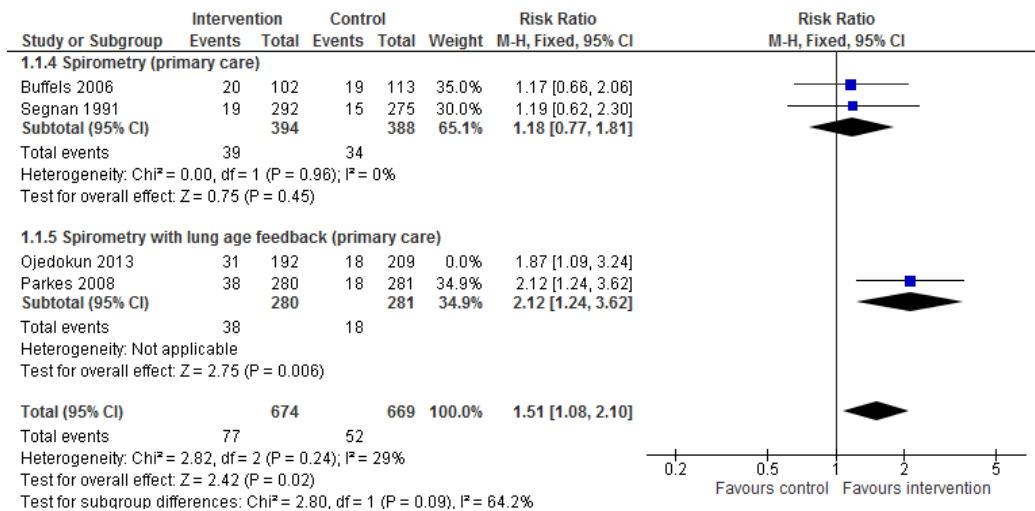 Intervention Control Risk Ratio Risk Ratio
Study or Subgroup Events Total Events Total Weight M-H, Fixed, 95% CI M-H, Fixed, 95% CI
1.1.4 Spirometry (primary care)
Buffels 2006 20 102 19 113 35.0% 1.17 [0.66, 2.06]
Segnan 1991 19 292 15 275 30.0% 1.19 [0.62, 2.30]
Subtotal (95% CI) 394 388 65.1% 1.18 [0.77, 1.81]
Total events 39 34
Heterogeneity: Chi² = 0.00, df = 1 (P = 0.96); I² = 0%
Test for overall effect: Z = 0.75 (P = 0.45)
1.1.5 Spirometry with lung age feedback (primary care)
Ojedokun 2013 31 192 18 209 0.0% 1.87 [1.09, 3.24]
Parkes 2008 38 280 18 281 34.9% 2.12 [1.24, 3.62]
Subtotal (95% CI) 280 281 34.9% 2.12 [1.24, 3.62]
Total events 38 18
Heterogeneity: Not applicable
Test for overall effect: Z = 2.75 (P = 0.006)
Total (95% CI) 674 669 100.0% 1.51 [1.08, 2.10]
Total events 77 52
Heterogeneity: Chi² = 2.82, df = 2 (P = 0.24); I² = 29%
Test for overall effect: Z = 2.42 (P = 0.02)
Test for subgroup differences: Chi² = 2.80, df = 1 (P = 0.09), I² = 64.2%
0.2 0.5 1 2 5
Favours control Favours intervention